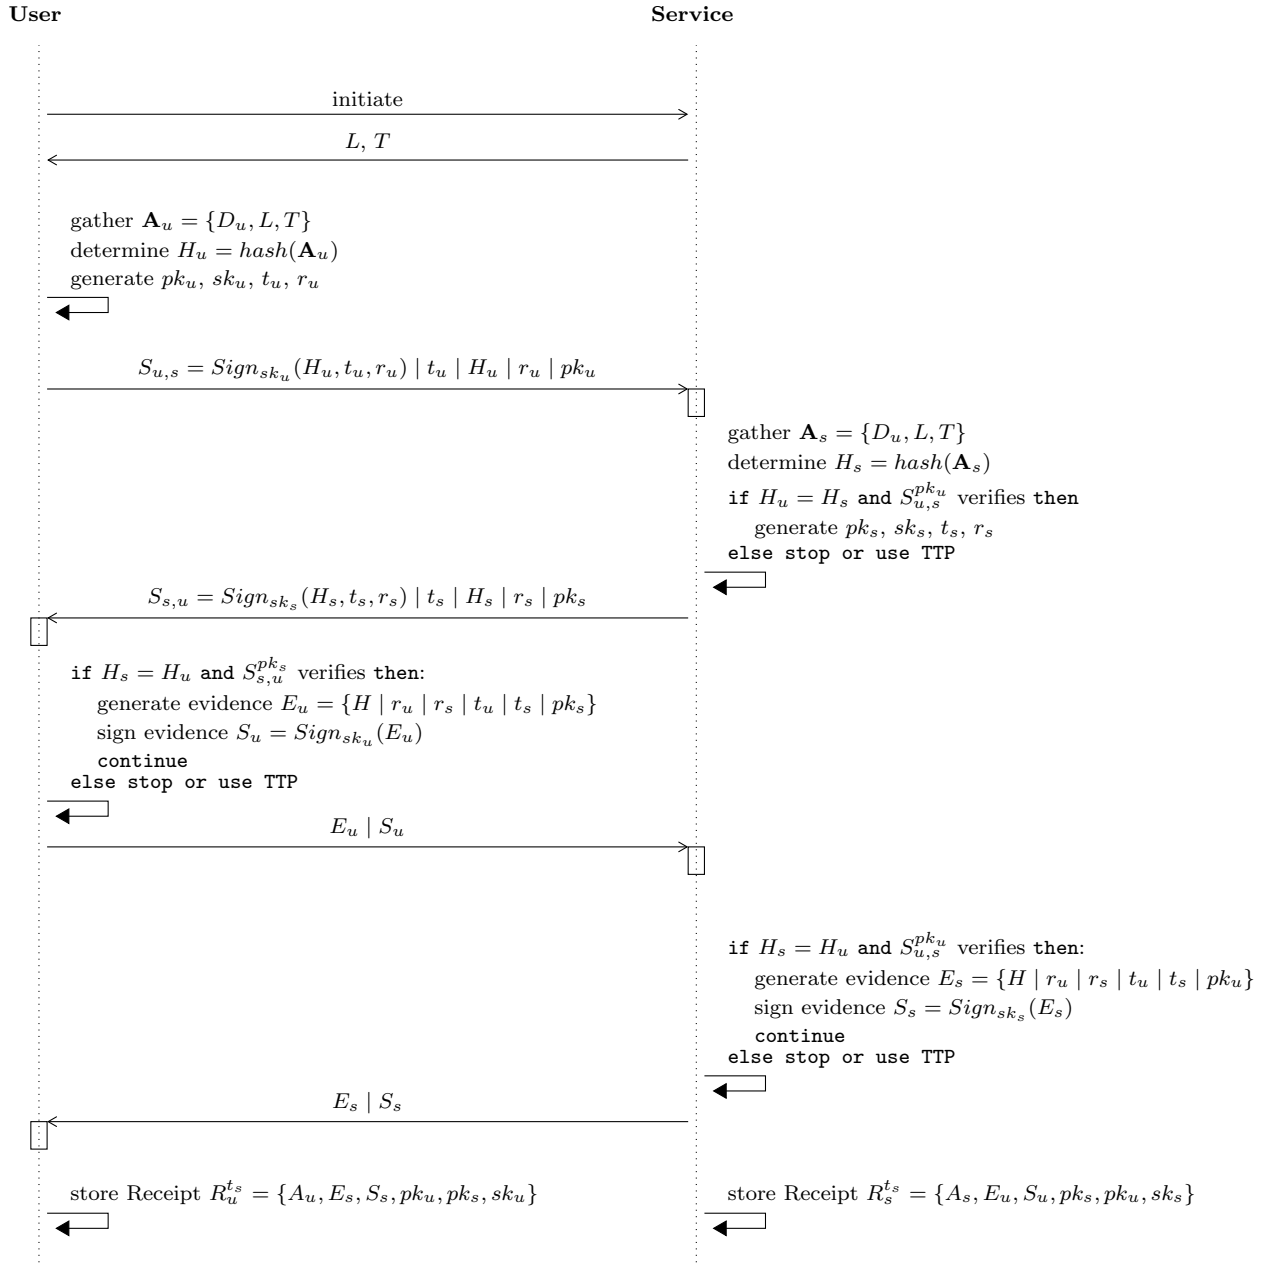 User Service
initiate
L, T
gather A_u = {D_u, L, T}
determine H_u = hash(A_u)
generate pk_u, sk_u, t_u, r_u
S_{u,s} = Sign_{sk_u}(H_u, t_u, r_u) | t_u | H_u | r_u | pk_u
gather A_s = {D_u, L, T}
determine H_s = hash(A_s)
if H_u = H_s and S_{u,s}^{pk_u} verifies then
generate pk_s, sk_s, t_s, r_s
else stop or use TTP
S_{s,u} = Sign_{sk_s}(H_s, t_s, r_s) | t_s | H_s | r_s | pk_s
if H_s = H_u and S_{s,u}^{pk_s} verifies then:
generate evidence E_u = {H | r_u | r_s | t_u | t_s | pk_s}
sign evidence S_u = Sign_{sk_u}(E_u)
continue
else stop or use TTP
E_u | S_u
if H_s = H_u and S_{u,s}^{pk_u} verifies then:
generate evidence E_s = {H | r_u | r_s | t_u | t_s | pk_u}
sign evidence S_s = Sign_{sk_s}(E_s)
continue
else stop or use TTP
E_s | S_s
store Receipt R_u^{t_s} = {A_u, E_s, S_s, pk_u, pk_s, sk_u}
store Receipt R_s^{t_s} = {A_s, E_u, S_u, pk_s, pk_u, sk_s}